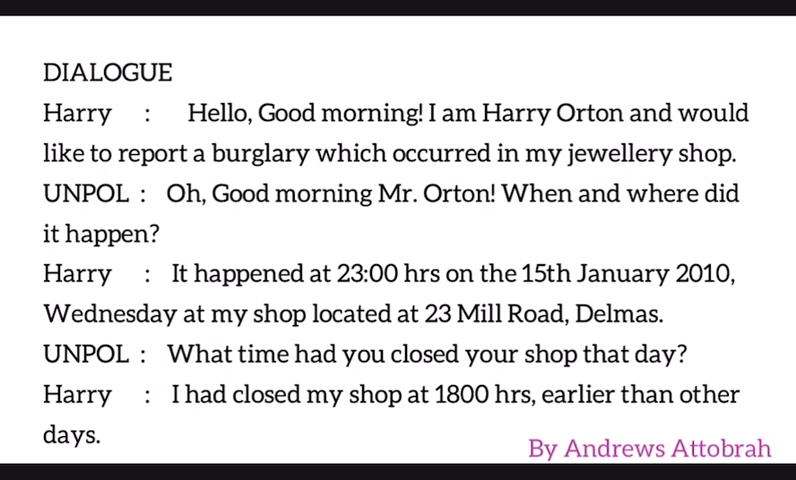 DIALOGUE
Harry : Hello, Good morning! I am Harry Orton and would
like to report a burglary which occurred in my jewellery shop.
UNPOL : Oh, Good morning Mr. Orton! When and where did
it happen?
Harry : It happened at 23:00 hrs on the 15th January 2010,
Wednesday at my shop located at 23 Mill Road, Delmas.
UNPOL : What time had you closed your shop that day?
Harry : I had closed my shop at 1800 hrs, earlier than other
days.
By Andrews Attobrah